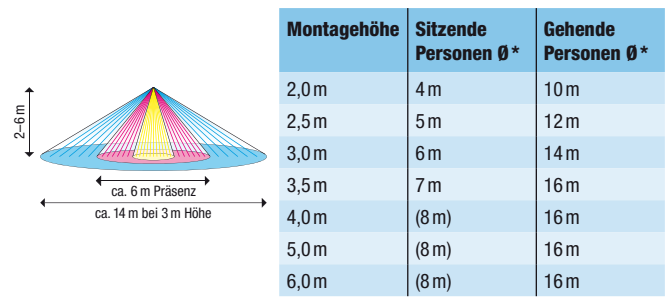 2–6 m
ca. 6 m Präsenz
ca. 14 m bei 3 m Höhe
Montagehöhe Sitzende Personen Ø* Gehende Personen Ø*
2,0 m 4 m 10 m
2,5 m 5 m 12 m
3,0 m 6 m 14 m
3,5 m 7 m 16 m
4,0 m (8 m) 16 m
5,0 m (8 m) 16 m
6,0 m (8 m) 16 m